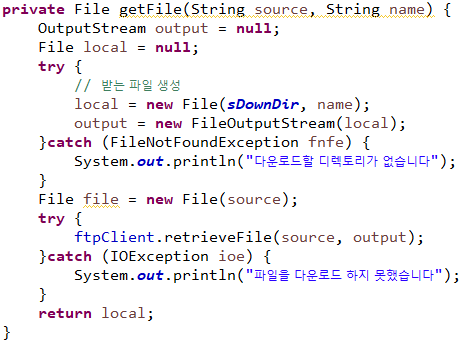 private File getFile(String source, String name) {
    OutputStream output = null;
    File local = null;
    try {
        // 받는 파일 생성
        local = new File(sDownDir, name);
        output = new FileOutputStream(local);
    }catch (FileNotFoundException fnfe) {
        System.out.println("다운로드할 디렉토리가 없습니다");
    }
    File file = new File(source);
    try {
        ftpClient.retrieveFile(source, output);
    }catch (IOException ioe) {
        System.out.println("파일을 다운로드 하지 못했습니다");
    }
    return local;
}